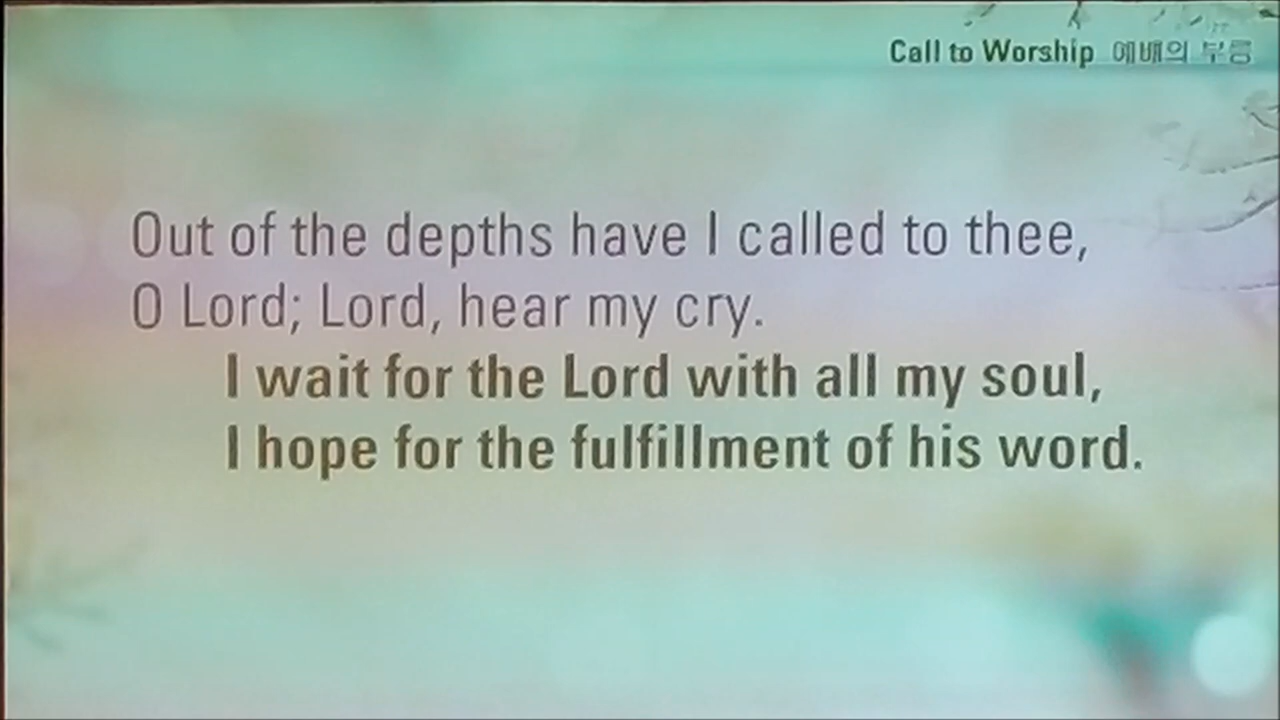 Call to Worship 예배의 부름
Out of the depths have I called to thee,
O Lord; Lord, hear my cry.
I wait for the Lord with all my soul,
I hope for the fulfillment of his word.